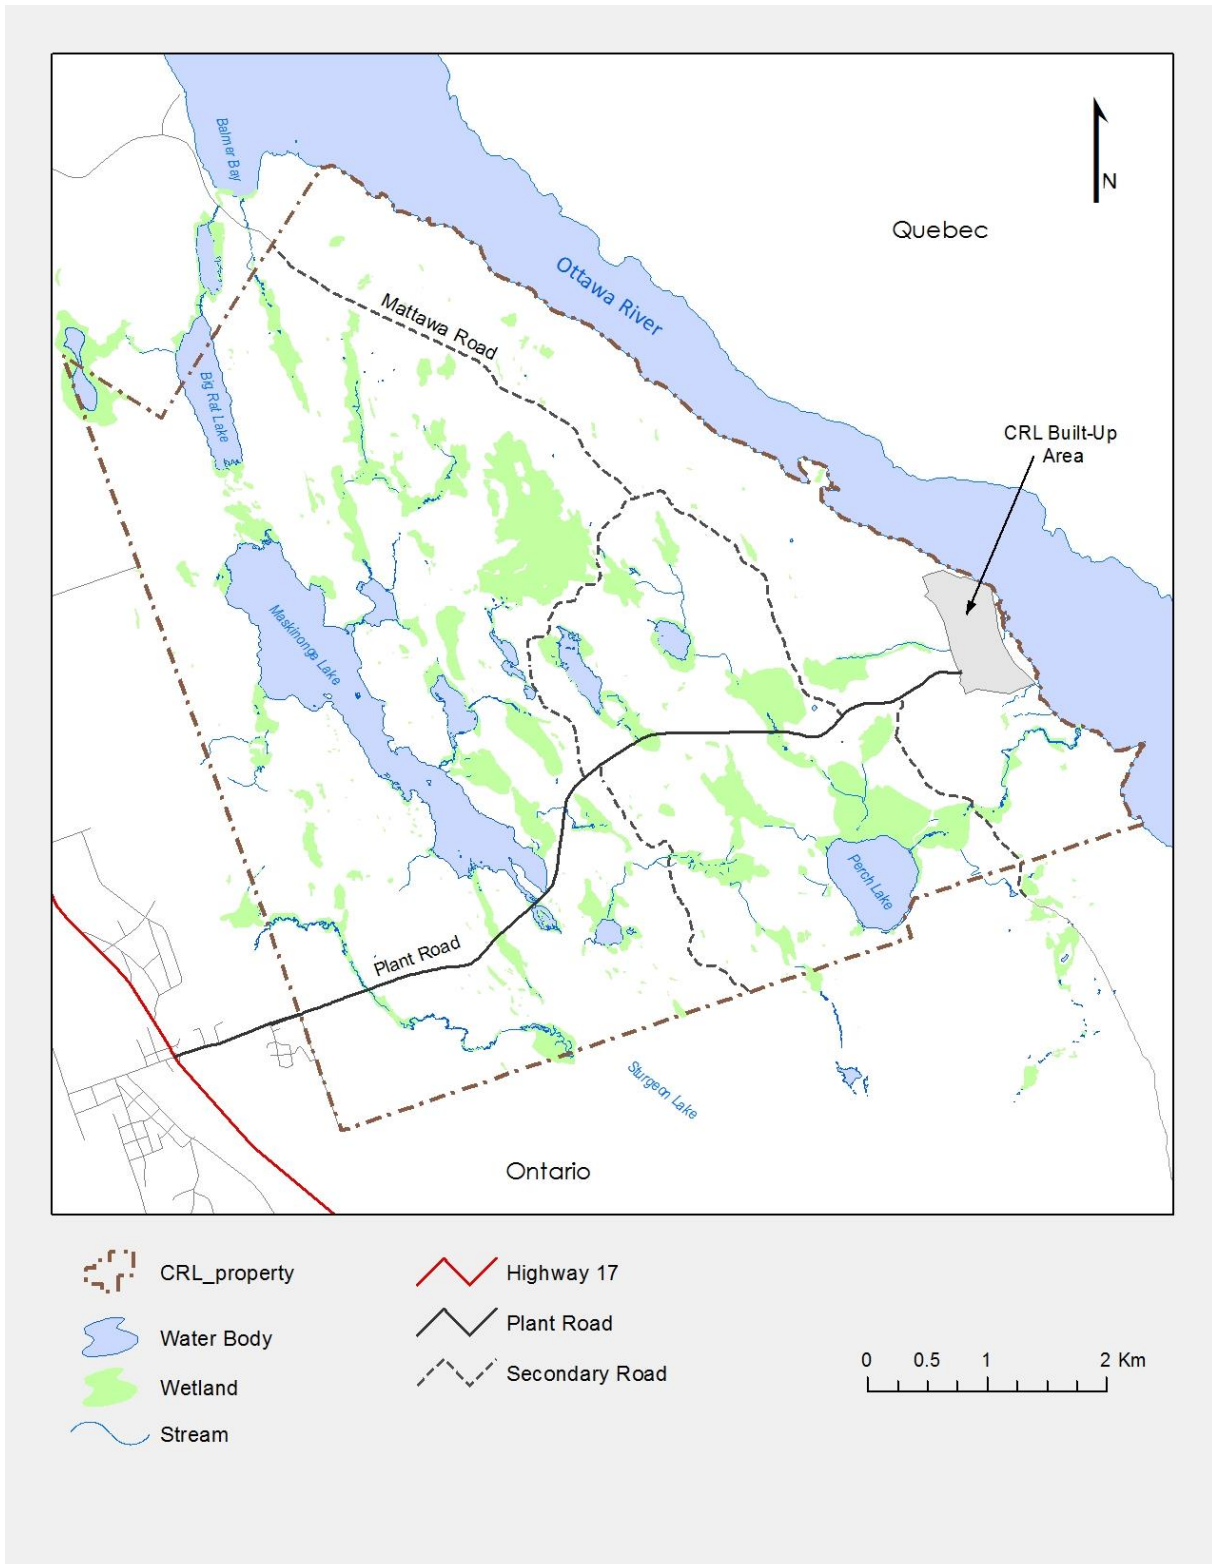 Balmer Bay
N
Quebec
Ottawa River
Mattawa Road
Big Rat Lake
CRL Built-Up
Area
Maskinonge Lake
Perch Lake
Plant Road
Sturgeon Lake
Ontario
CRL_property
Highway 17
Water Body
Plant Road
Wetland
Secondary Road
Stream
0 0.5 1 2 Km